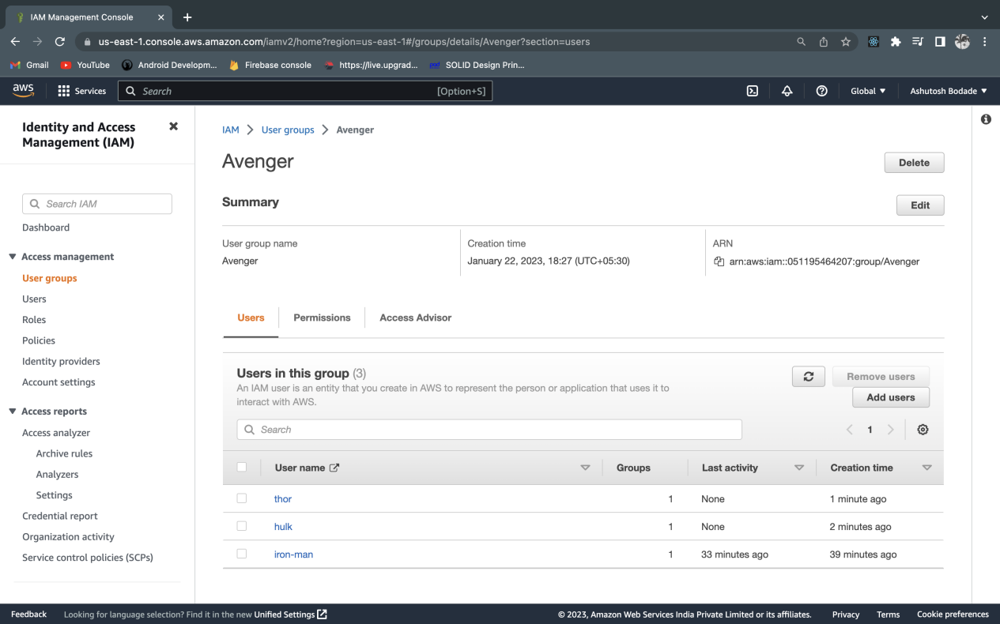 IAM Management Console
us-east-1.console.aws.amazon.com/iamv2/home?region=us-east-1#/groups/details/Avenger?section=users
Gmail
YouTube
Android Developm...
Firebase console
https://live.upgrad...
SOLID Design Prin...
aws
Services
Search
[Option+S]
Global
Ashutosh Bodade
Identity and Access
Management (IAM)
Search IAM
Dashboard
Access management
User groups
Users
Roles
Policies
Identity providers
Account settings
Access reports
Access analyzer
Archive rules
Analyzers
Settings
Credential report
Organization activity
Service control policies (SCPs)
IAM > User groups > Avenger
Avenger
Delete
Summary
Edit
User group name
Avenger
Creation time
January 22, 2023, 18:27 (UTC+05:30)
ARN
arn:aws:iam::051195464207:group/Avenger
Users
Permissions
Access Advisor
Users in this group (3)
An IAM user is an entity that you create in AWS to represent the person or application that uses it to
interact with AWS.
Remove users
Add users
Search
1
User name Groups Last activity Creation time
thor 1 None 1 minute ago
hulk 1 None 2 minutes ago
iron-man 1 33 minutes ago 39 minutes ago
Feedback
Looking for language selection? Find it in the new Unified Settings
© 2023, Amazon Web Services India Private Limited or its affiliates.
Privacy
Terms
Cookie preferences